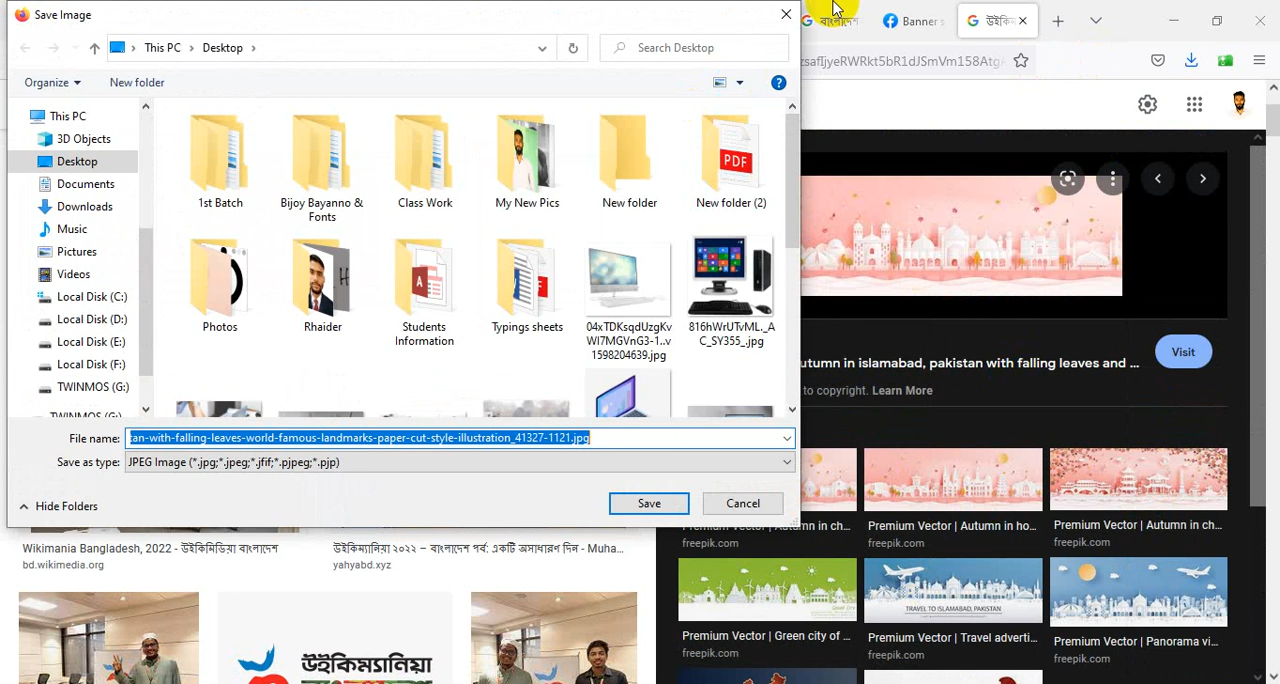 Save Image
This PC
Desktop
Search Desktop
Organize
New folder
This PC
3D Objects
Desktop
Documents
Downloads
Music
Pictures
Videos
Local Disk (C:)
Local Disk (D:)
Local Disk (E:)
Local Disk (F:)
TWINMOS (G:)
TWINMOS (G:)
1st Batch
Bijoy Bayanno &
Fonts
Class Work
My New Pics
New folder
PDF
New folder (2)
Photos
Rhaider
Students
Information
Typings sheets
04xTDKsqdUzgKv
WI7MGVnG3-1..v
1598204639.jpg
816hWrUTvML._A
C_SY355_.jpg
File name:
tan-with-falling-leaves-world-famous-landmarks-paper-cut-style-illustration_41327-1121.jpg
Save as type:
JPEG Image (*.jpg;*.jpeg;*.jfif;*.pjpeg;*.pjp)
Hide Folders
Save
Cancel
বাংলাদেশ
Banner
উইকি
utumn in islamabad, pakistan with falling leaves and ...
Visit
to copyright. Learn More
Premium Vector | Autumn in ch...
freepik.com
Premium Vector | Autumn in ho...
freepik.com
Premium Vector | Autumn in ch...
freepik.com
TRAVEL TO ISLAMABAD, PAKISTAN
Premium Vector | Green city of ...
freepik.com
Premium Vector | Travel adverti...
freepik.com
Premium Vector | Panorama vi...
freepik.com
Wikimania Bangladesh, 2022 - উইকিমিডিয়া বাংলাদেশ
bd.wikimedia.org
উইকিম্যানিয়া ২০২২ – বাংলাদেশ পর্ব: একটি অসাধারণ দিন - Muha...
yahyabd.xyz
উইকিম্যানিয়া